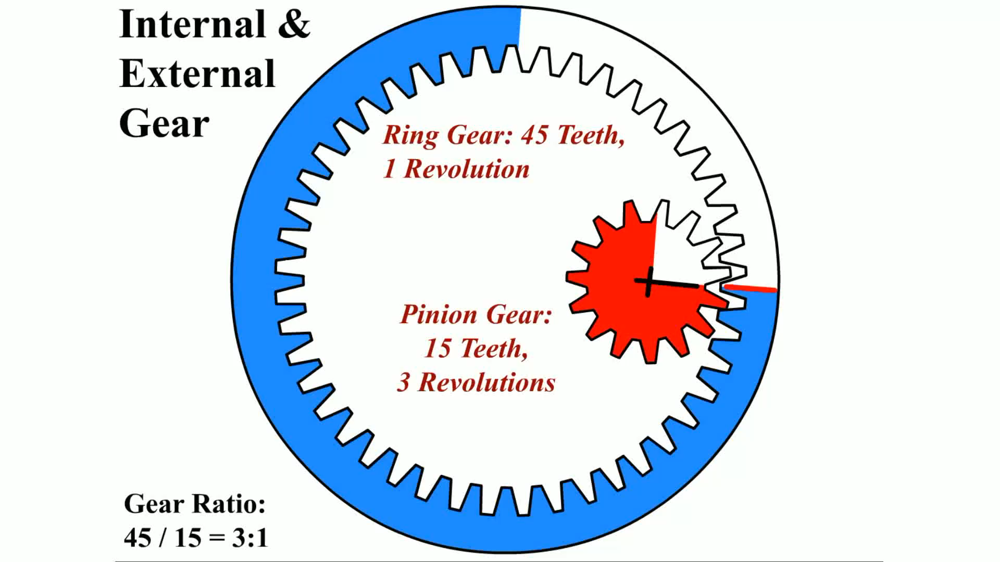 Internal &
External
Gear
Ring Gear: 45 Teeth,
1 Revolution
Pinion Gear:
15 Teeth,
3 Revolutions
Gear Ratio:
45 / 15 = 3:1